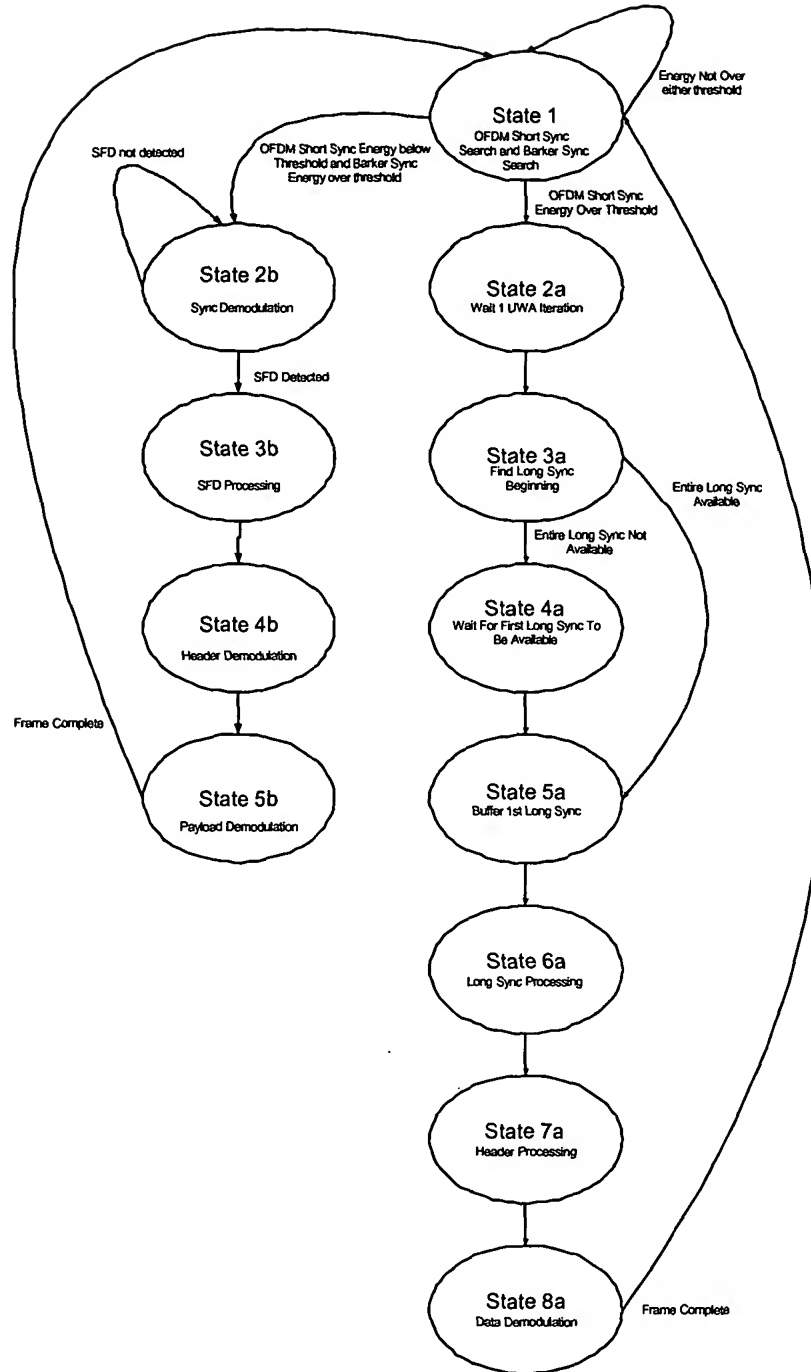 Energy Not Over
either threshold
State 1
OFDM Short Sync
Search and Barker Sync
Search
SFD not detected
OFDM Short Sync Energy below
Threshold and Barker Sync
Energy over threshold
OFDM Short Sync
Energy Over Threshold
State 2b
Sync Demodulation
State 2a
Wait 1 UWA Iteration
SFD Detected
State 3b
SFD Processing
State 3a
Find Long Sync
Beginning
Entire Long Sync
Available
Entire Long Sync Not
Available
State 4b
Header Demodulation
State 4a
Wait For First Long Sync To
Be Available
Frame Complete
State 5b
Payload Demodulation
State 5a
Buffer 1st Long Sync
State 6a
Long Sync Processing
State 7a
Header Processing
State 8a
Data Demodulation
Frame Complete